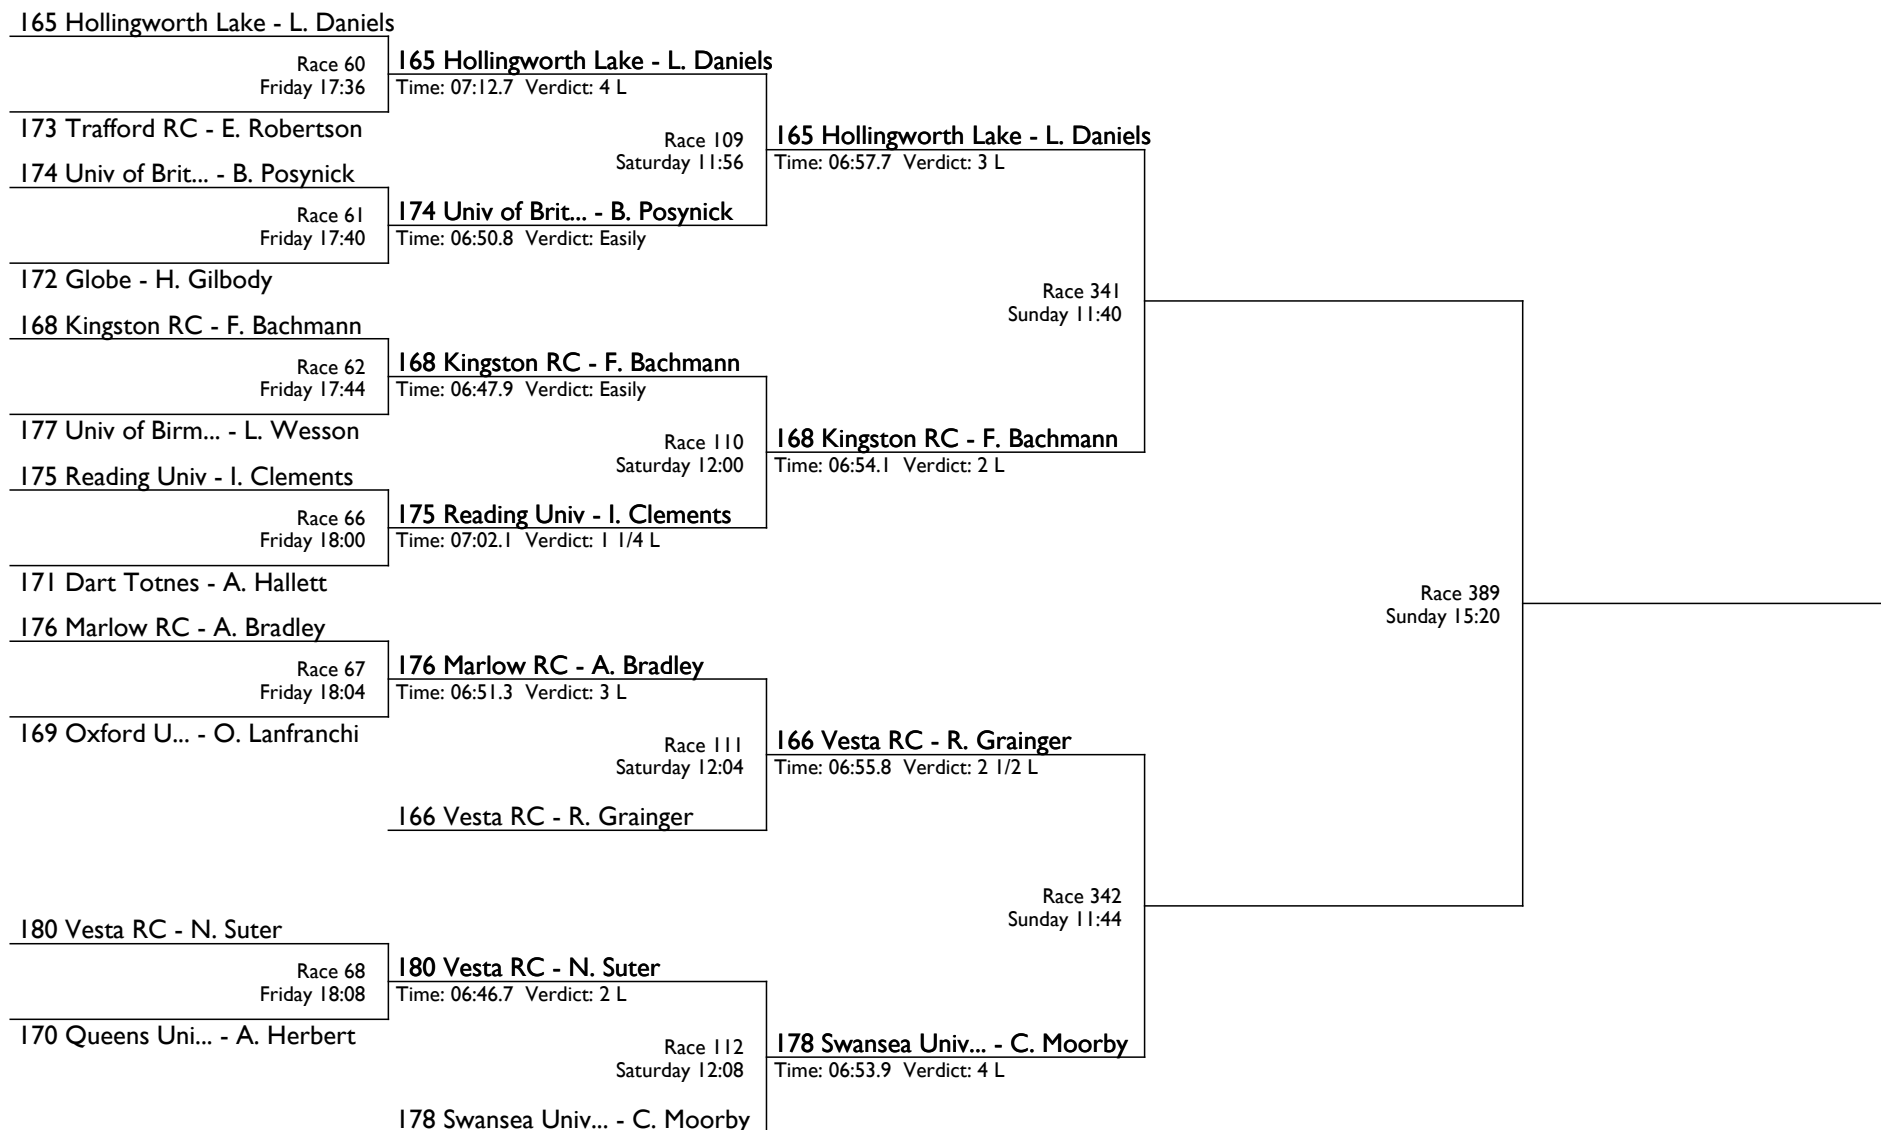 165 Hollingworth Lake - L. Daniels
Race 60
Friday 17:36
165 Hollingworth Lake - L. Daniels
Time: 07:12.7 Verdict: 4 L
173 Trafford RC - E. Robertson
Race 109
Saturday 11:56
165 Hollingworth Lake - L. Daniels
Time: 06:57.7 Verdict: 3 L
174 Univ of Brit... - B. Posynick
Race 61
Friday 17:40
174 Univ of Brit... - B. Posynick
Time: 06:50.8 Verdict: Easily
172 Globe - H. Gilbody
Race 341
Sunday 11:40
168 Kingston RC - F. Bachmann
Race 62
Friday 17:44
168 Kingston RC - F. Bachmann
Time: 06:47.9 Verdict: Easily
177 Univ of Birm... - L. Wesson
Race 110
Saturday 12:00
168 Kingston RC - F. Bachmann
Time: 06:54.1 Verdict: 2 L
175 Reading Univ - I. Clements
Race 66
Friday 18:00
175 Reading Univ - I. Clements
Time: 07:02.1 Verdict: 1 1/4 L
171 Dart Totnes - A. Hallett
Race 389
Sunday 15:20
176 Marlow RC - A. Bradley
Race 67
Friday 18:04
176 Marlow RC - A. Bradley
Time: 06:51.3 Verdict: 3 L
169 Oxford U... - O. Lanfranchi
Race 111
Saturday 12:04
166 Vesta RC - R. Grainger
Time: 06:55.8 Verdict: 2 1/2 L
166 Vesta RC - R. Grainger
Race 342
Sunday 11:44
180 Vesta RC - N. Suter
Race 68
Friday 18:08
180 Vesta RC - N. Suter
Time: 06:46.7 Verdict: 2 L
170 Queens Uni... - A. Herbert
Race 112
Saturday 12:08
178 Swansea Univ... - C. Moorby
Time: 06:53.9 Verdict: 4 L
178 Swansea Univ... - C. Moorby